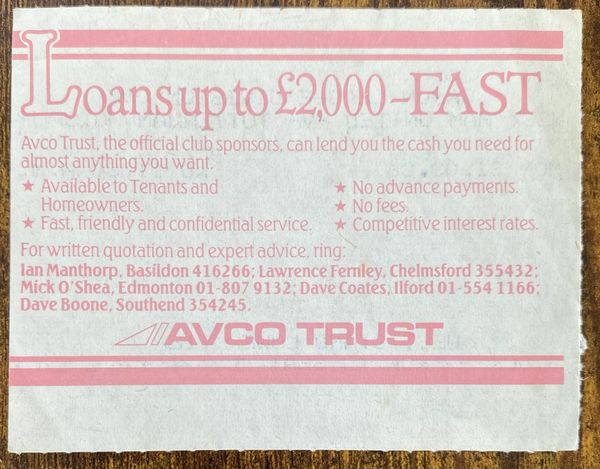 Loans up to £2,000-FAST
Avco Trust, the official club sponsors, can lend you the cash you need for
almost anything you want.
★ Available to Tenants and
Homeowners.
★ Fast, friendly and confidential service.
★ No advance payments.
★ No fees.
★ Competitive interest rates.
For written quotation and expert advice, ring:
Ian Manthorp, Basildon 416266; Lawrence Fernley, Chelmsford 355432;
Mick O'Shea, Edmonton 01-807 9132; Dave Coates, Ilford 01-554 1166;
Dave Boone, Southend 354245.
AVCO TRUST